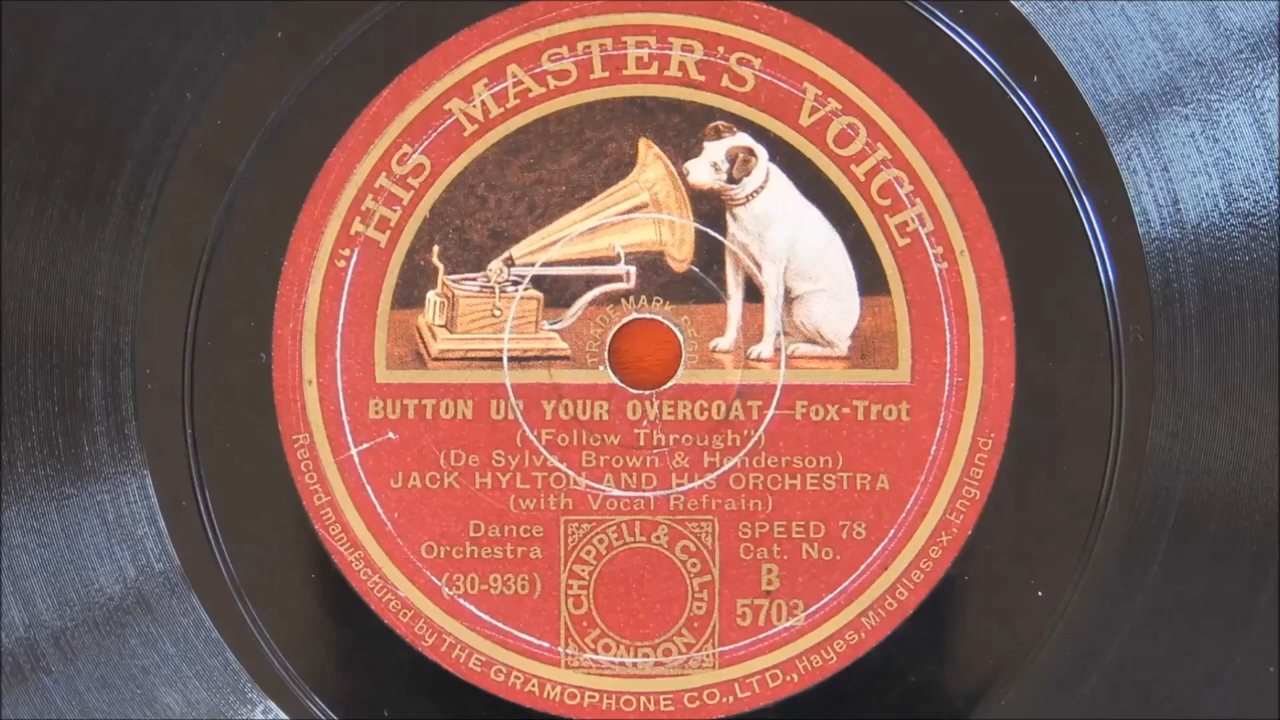 “HIS MASTER'S VOICE”
TRADE MARK REGD
BUTTON UP YOUR OVERCOAT—Fox-Trot
("Follow Through")
(De Sylva, Brown & Henderson)
JACK HYLTON AND HIS ORCHESTRA
(with Vocal Refrain)
Dance
Orchestra
(30-936)
CHAPPELL & Co. LTD.
· LONDON ·
SPEED 78
Cat. No.
B
5703
Record manufactured by THE GRAMOPHONE CO., LTD., Hayes, Middlesex, England.